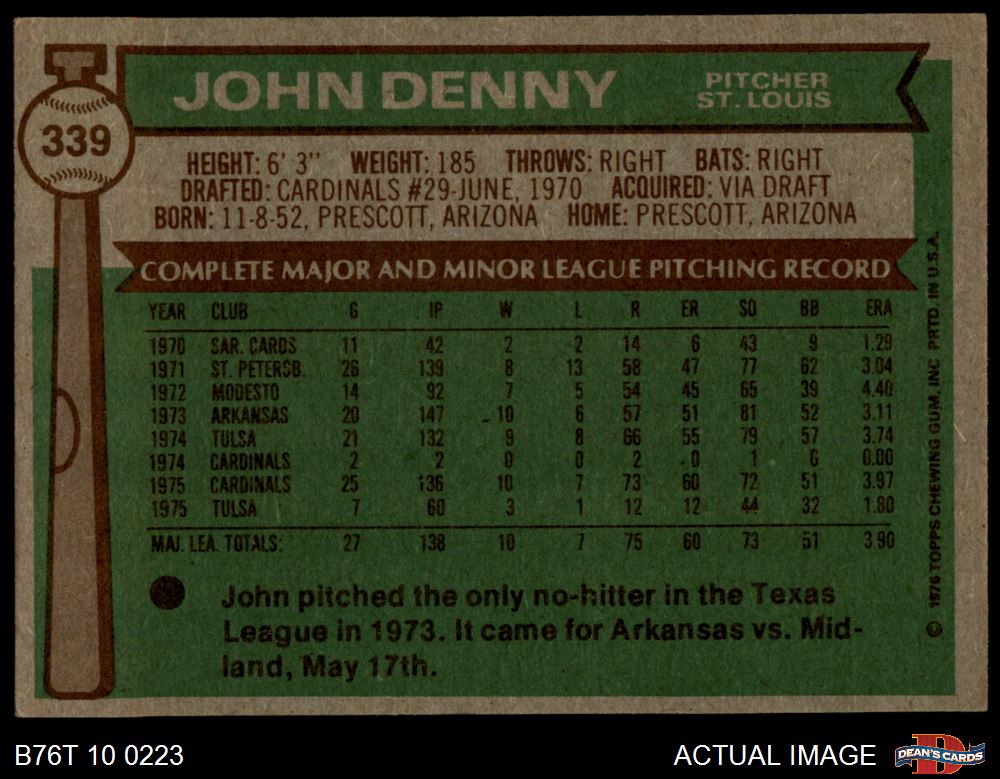 JOHN DENNY PITCHER
ST. LOUIS
339
HEIGHT: 6' 3" WEIGHT: 185 THROWS: RIGHT BATS: RIGHT
DRAFTED: CARDINALS #29-JUNE, 1970 ACQUIRED: VIA DRAFT
BORN: 11-8-52, PRESCOTT, ARIZONA HOME: PRESCOTT, ARIZONA
COMPLETE MAJOR AND MINOR LEAGUE PITCHING RECORD
YEAR CLUB G IP W L R ER SO BB ERA
1970 SAR. CARDS 11 42 2 2 14 6 43 9 1.29
1971 ST. PETERSB. 26 139 8 13 58 47 77 62 3.04
1972 MODESTO 14 92 7 5 54 45 65 39 4.40
1973 ARKANSAS 20 147 10 6 57 51 81 52 3.11
1974 TULSA 21 132 9 8 66 55 79 57 3.74
1974 CARDINALS 2 2 0 0 2 0 1 0 0.00
1975 CARDINALS 25 136 10 7 73 60 72 51 3.97
1975 TULSA 7 60 3 1 12 12 44 32 1.80
MAJ. LEA. TOTALS: 27 138 10 7 75 60 73 51 3.90
John pitched the only no-hitter in the Texas
League in 1973. It came for Arkansas vs. Mid-
land, May 17th.
© 1976 TOPPS CHEWING GUM, INC PRTD. IN U.S.A.
B76T 10 0223 ACTUAL IMAGE DEAN'S CARDS